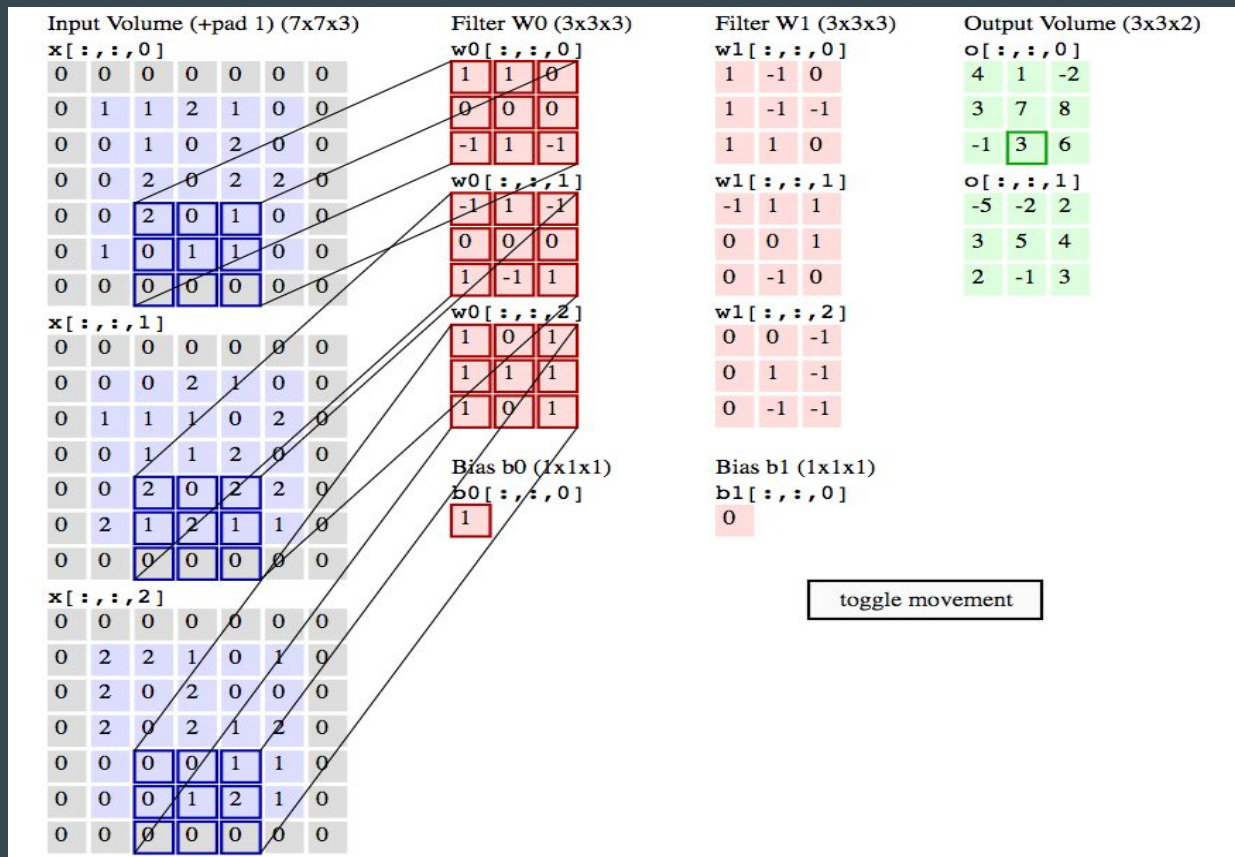 Input Volume (+pad 1) (7x7x3)
x[:,:,0]
0 0 0 0 0 0 0
0 1 1 2 1 0 0
0 0 1 0 2 0 0
0 0 2 0 2 2 0
0 0 2 0 1 0 0
0 1 0 1 1 0 0
0 0 0 0 0 0 0
x[:,:,1]
0 0 0 0 0 0 0
0 0 0 2 1 0 0
0 1 1 1 0 2 0
0 0 1 1 2 0 0
0 0 2 0 2 2 0
0 2 1 2 1 1 0
0 0 0 0 0 0 0
x[:,:,2]
0 0 0 0 0 0 0
0 2 2 1 0 1 0
0 2 0 2 0 0 0
0 2 0 2 1 2 0
0 0 0 0 1 1 0
0 0 0 1 2 1 0
0 0 0 0 0 0 0
Filter W0 (3x3x3)
w0[:,:,0]
1 1 0
0 0 0
-1 1 -1
w0[:,:,1]
-1 1 -1
0 0 0
1 -1 1
w0[:,:,2]
1 0 1
1 1 1
1 0 1
Bias b0 (1x1x1)
b0[:,:,0]
1
Filter W1 (3x3x3)
w1[:,:,0]
1 -1 0
1 -1 -1
1 1 0
w1[:,:,1]
-1 1 1
0 0 1
0 -1 0
w1[:,:,2]
0 0 -1
0 1 -1
0 -1 -1
Bias b1 (1x1x1)
b1[:,:,0]
0
Output Volume (3x3x2)
o[:,:,0]
4 1 -2
3 7 8
-1 3 6
o[:,:,1]
-5 -2 2
3 5 4
2 -1 3
toggle movement